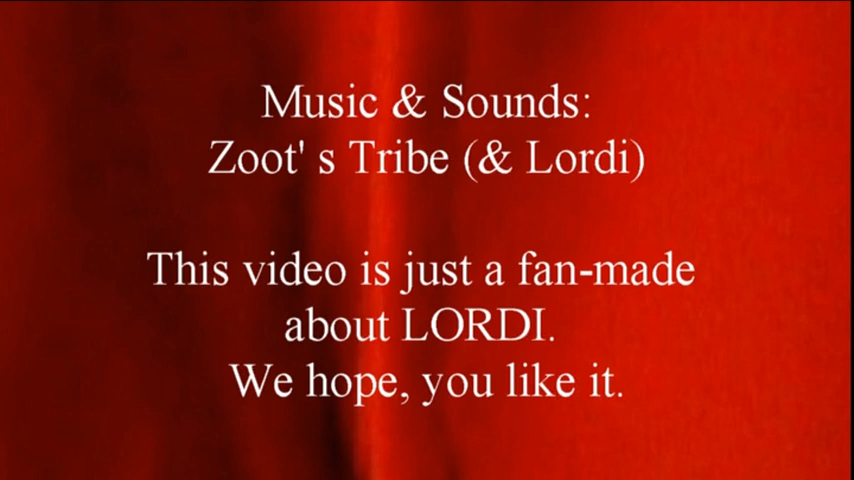 Music & Sounds:
Zoot' s Tribe (& Lordi)
This video is just a fan-made
about LORDI.
We hope, you like it.